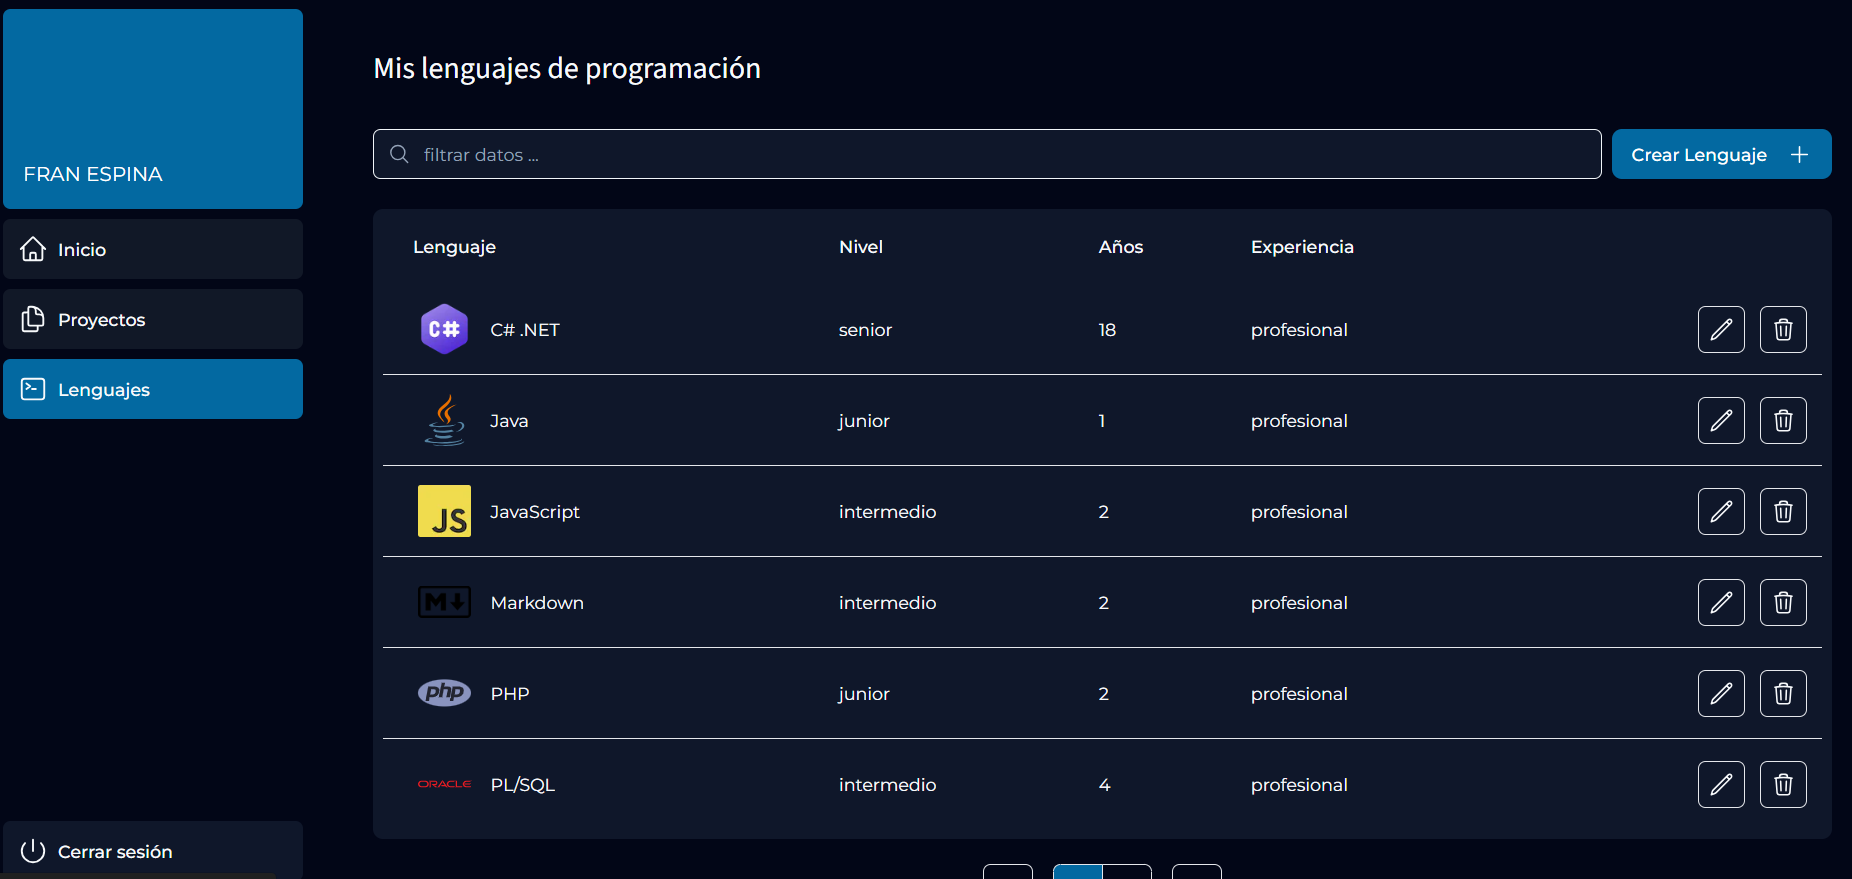 FRAN ESPINA
Inicio
Proyectos
Lenguajes
Cerrar sesión
Mis lenguajes de programación
filtrar datos ...
Crear Lenguaje
Lenguaje Nivel Años Experiencia
C# C# .NET senior 18 profesional
Java junior 1 profesional
JS JavaScript intermedio 2 profesional
M Markdown intermedio 2 profesional
php PHP junior 2 profesional
ORACLE PL/SQL intermedio 4 profesional